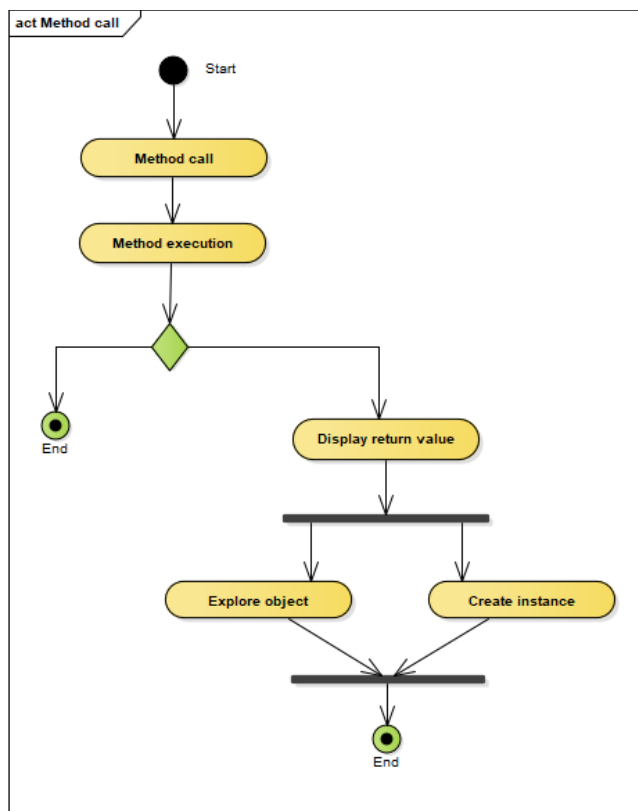 act Method call
Start
Method call
Method execution
End
Display return value
Explore object
Create instance
End